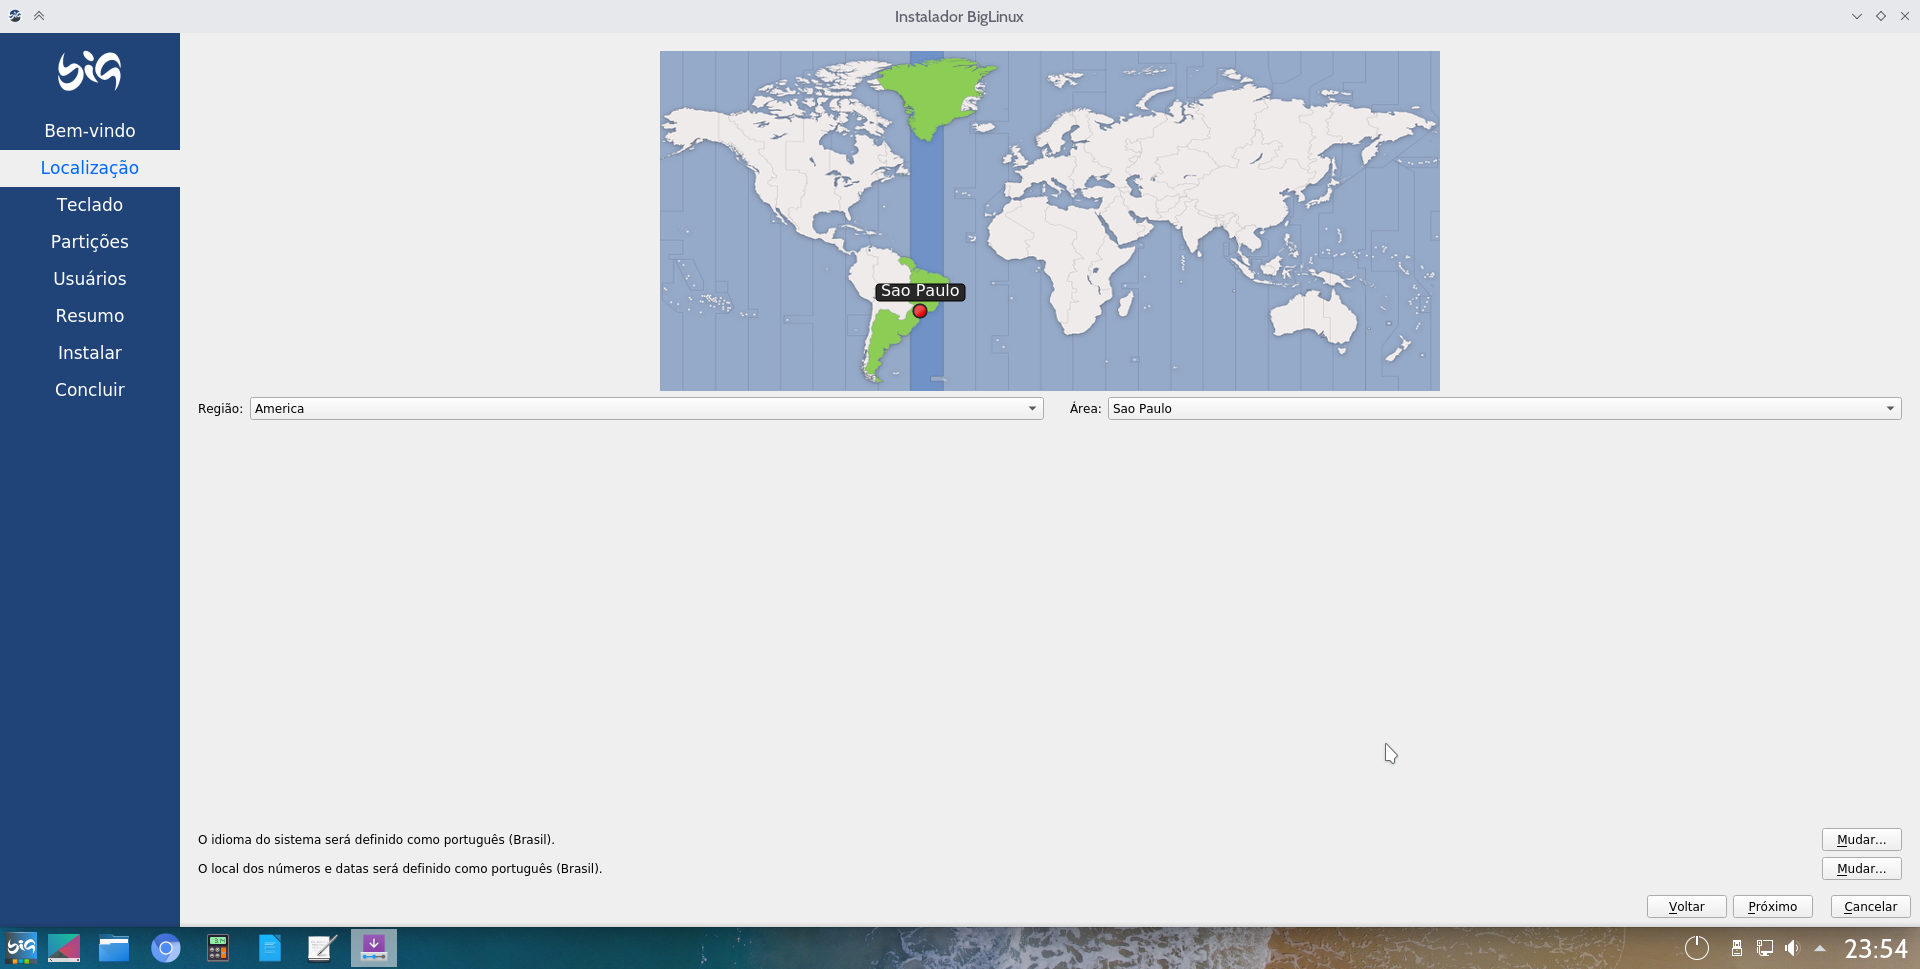 Instalador BigLinux
big
Bem-vindo
Localização
Teclado
Partições
Usuários
Resumo
Instalar
Concluir
Sao Paulo
Região: America
Área: Sao Paulo
O idioma do sistema será definido como português (Brasil).
Mudar...
O local dos números e datas será definido como português (Brasil).
Mudar...
Voltar
Próximo
Cancelar
big
23:54